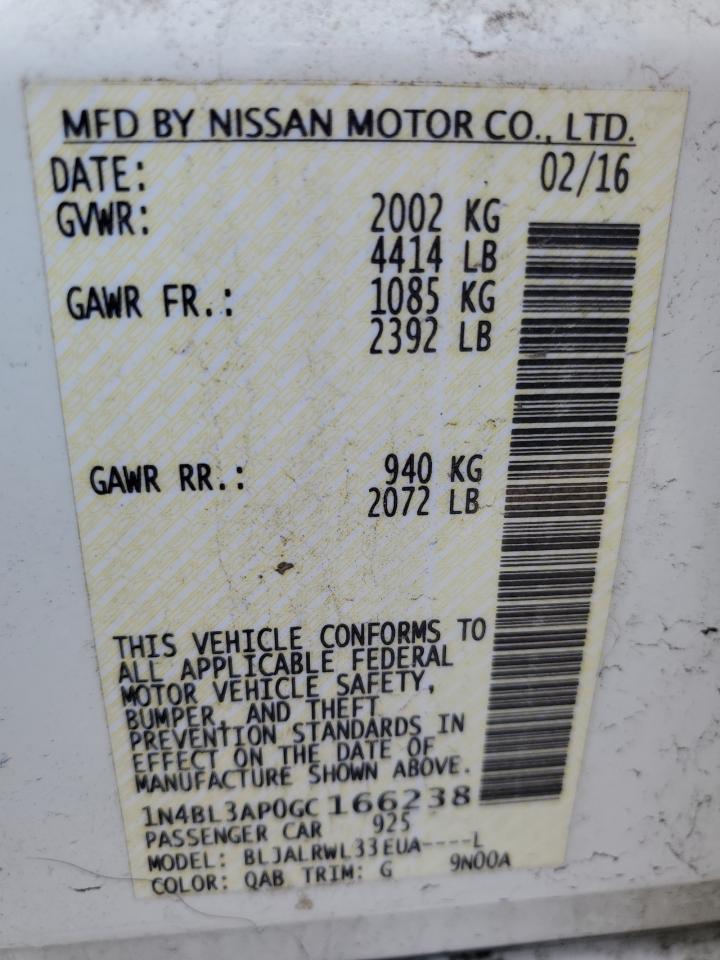 MFD BY NISSAN MOTOR CO., LTD.
DATE: 02/16
GVWR: 2002 KG
4414 LB
GAWR FR.: 1085 KG
2392 LB
GAWR RR.: 940 KG
2072 LB
THIS VEHICLE CONFORMS TO
ALL APPLICABLE FEDERAL
MOTOR VEHICLE SAFETY,
BUMPER, AND THEFT
PREVENTION STANDARDS IN
EFFECT ON THE DATE OF
MANUFACTURE SHOWN ABOVE.
1N4BL3AP0GC166238
PASSENGER CAR 925
MODEL: BLJALRWL33EUA----L
COLOR: QAB TRIM: G 9N00A